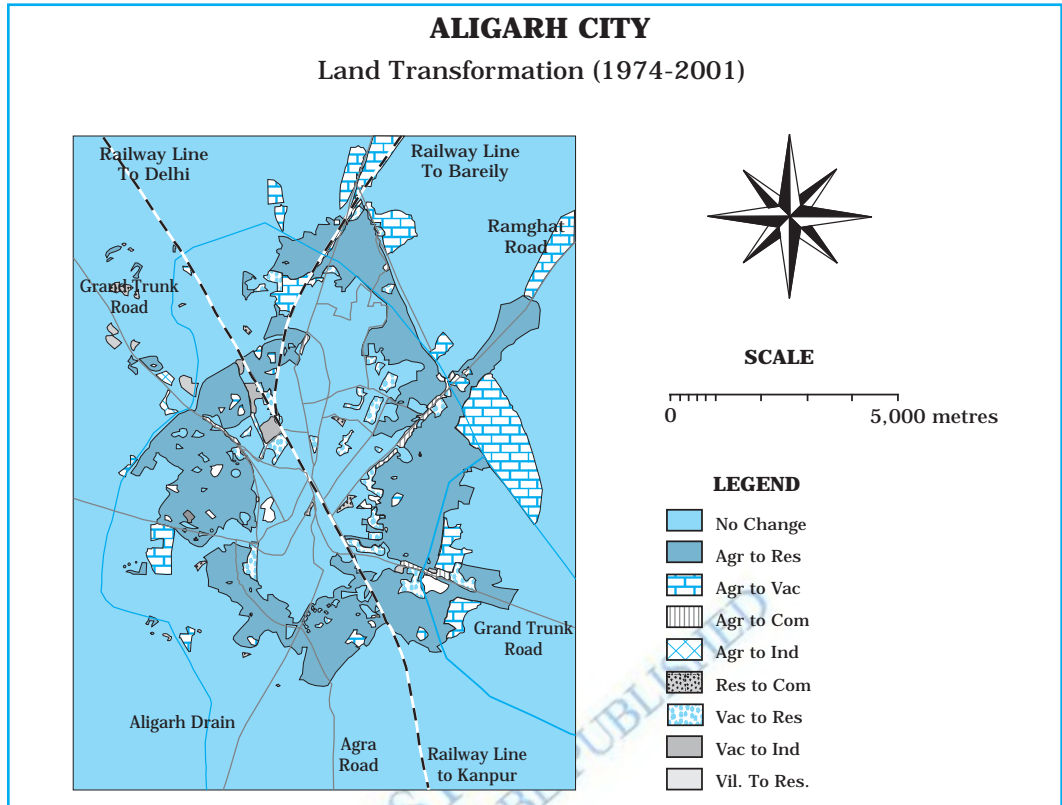 ALIGARH CITY
Land Transformation (1974-2001)
Railway Line
To Delhi
Railway Line
To Bareily
Ramghat
Road
Grand Trunk
Road
SCALE
0
5,000 metres
LEGEND
No Change
Agr to Res
Agr to Vac
Agr to Com
Agr to Ind
Res to Com
Vac to Res
Vac to Ind
Vil. To Res.
Grand Trunk
Road
Aligarh Drain
Agra
Road
Railway Line
to Kanpur
PUBLISHED
PUBLISHED